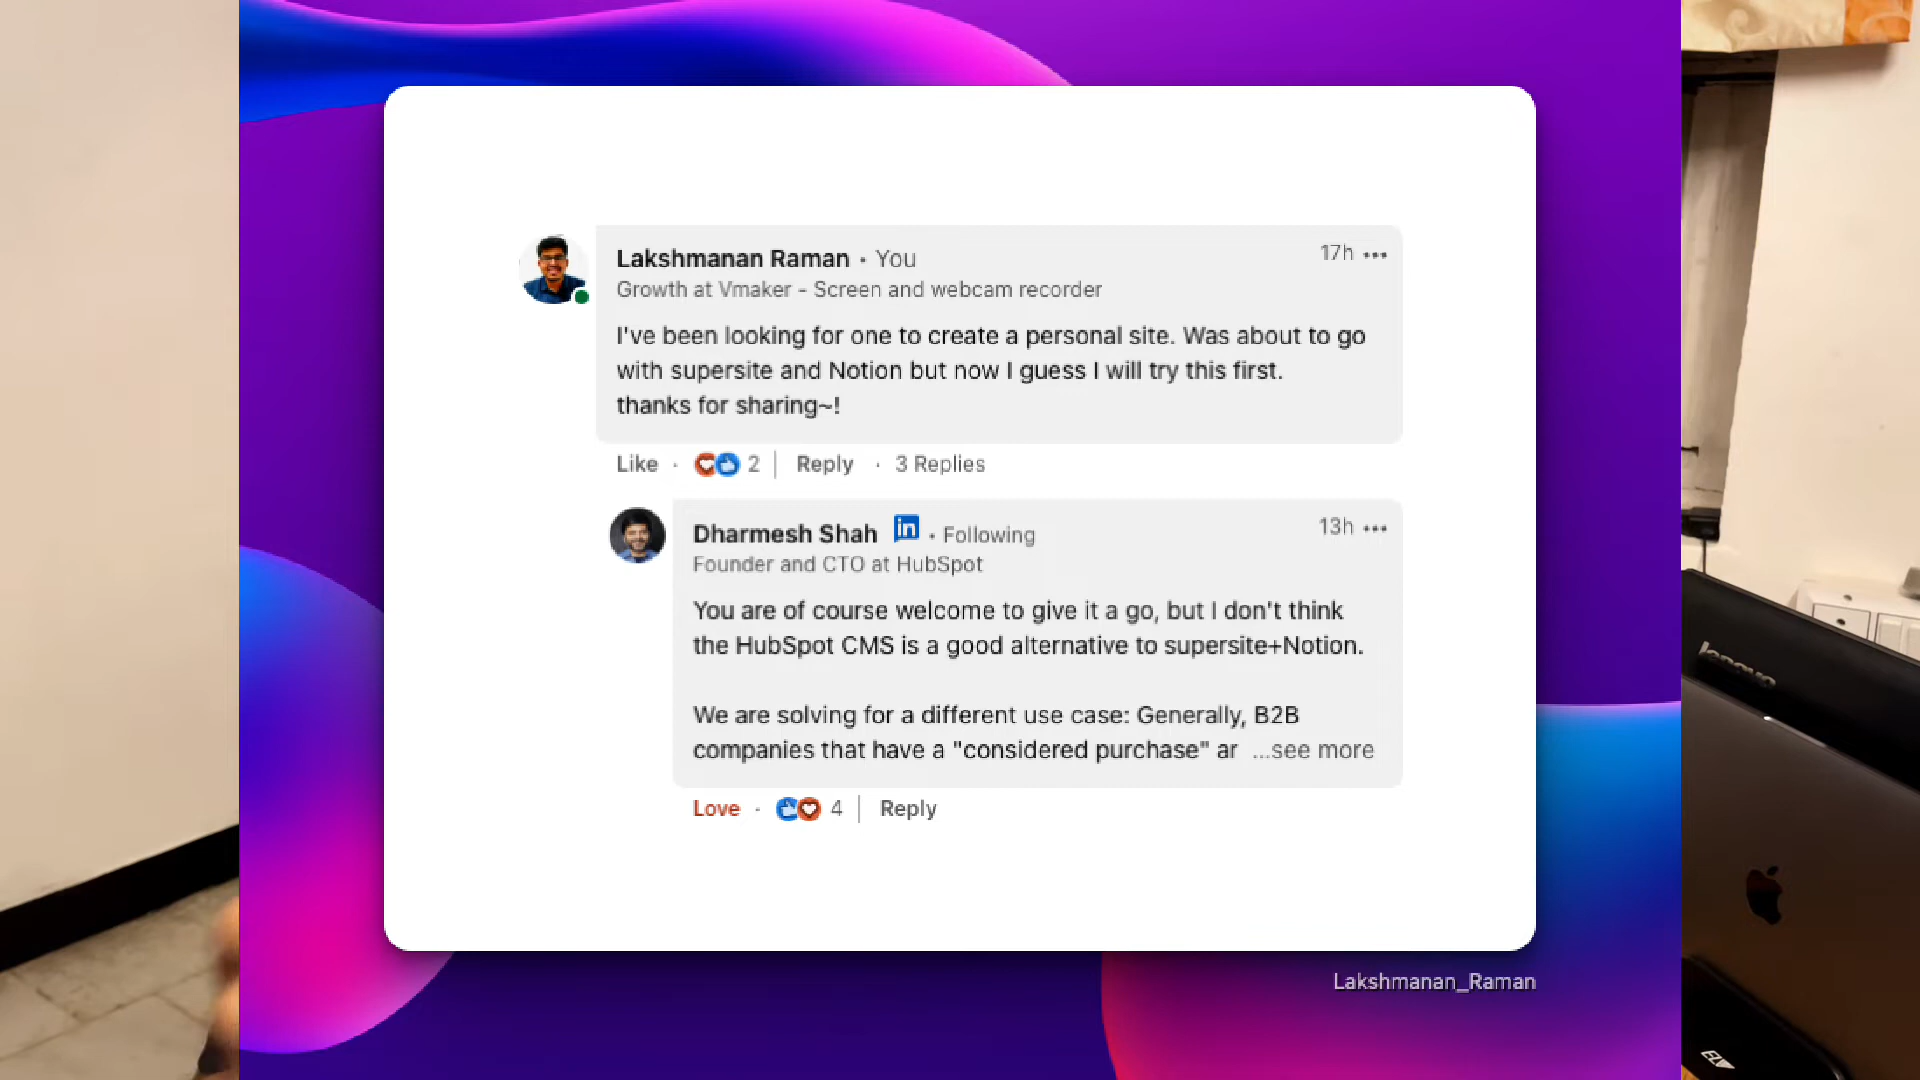 Lakshmanan Raman • You
17h •••
Growth at Vmaker - Screen and webcam recorder
I've been looking for one to create a personal site. Was about to go
with supersite and Notion but now I guess I will try this first.
thanks for sharing~!
Like · 2 | Reply · 3 Replies
Dharmesh Shah in • Following
13h •••
Founder and CTO at HubSpot
You are of course welcome to give it a go, but I don't think
the HubSpot CMS is a good alternative to supersite+Notion.
We are solving for a different use case: Generally, B2B
companies that have a "considered purchase" ar ...see more
Love · 4 | Reply
Lakshmanan_Raman
lenovo